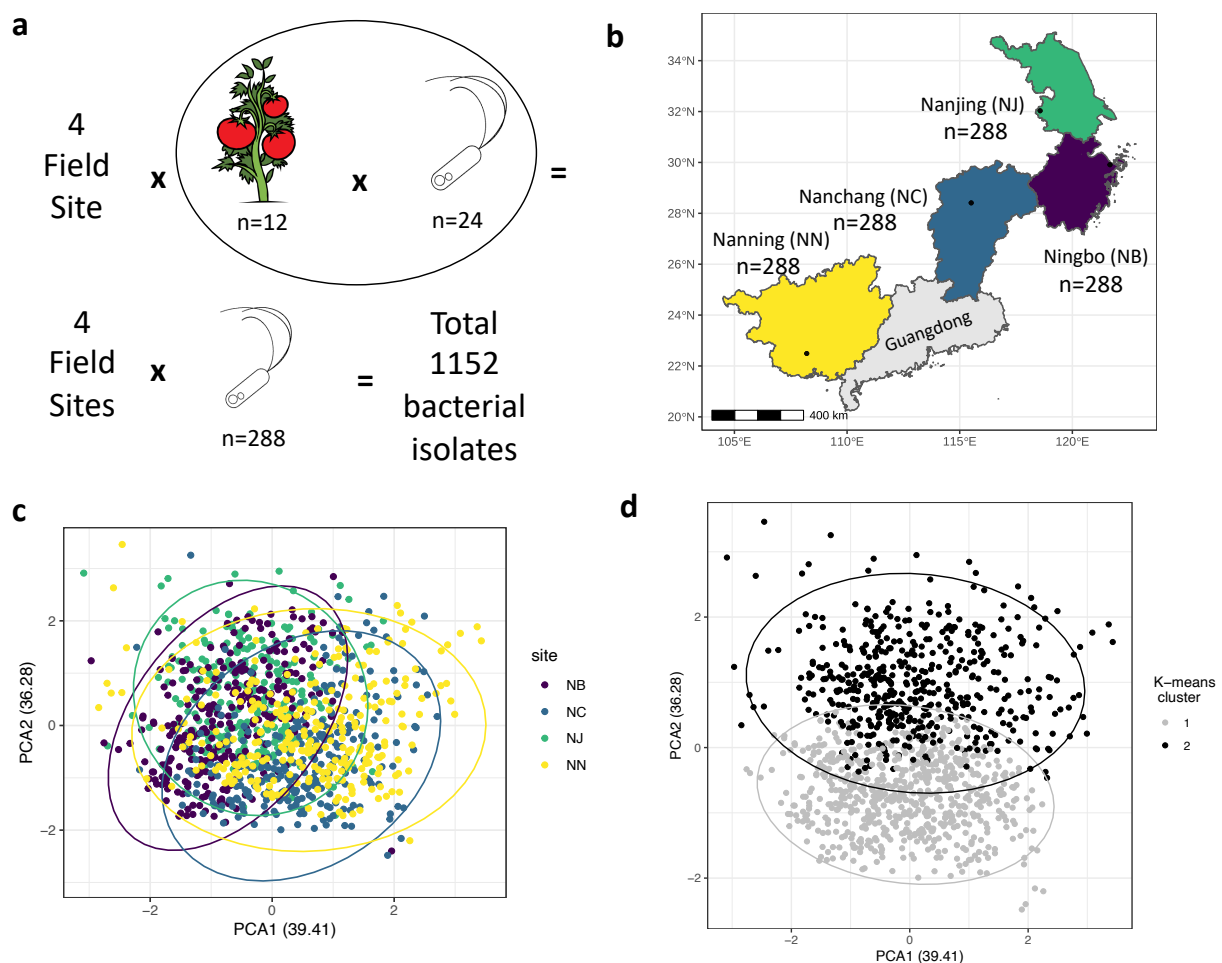 a
4
Field
Site
x
n=12
x
n=24
=
4
Field
Sites
x
n=288
=
Total
1152
bacterial
isolates
b
34°N
32°N
30°N
28°N
26°N
24°N
22°N
20°N
Nanjing (NJ)
n=288
Nanchang (NC)
n=288
Nanning (NN)
n=288
Ningbo (NB)
n=288
Guangdong
400 km
105°E
110°E
115°E
120°E
c
2
0
−2
PCA2 (36.28)
−2
0
2
PCA1 (39.41)
site
NB
NC
NJ
NN
d
2
0
−2
PCA2 (36.28)
−2
0
2
PCA1 (39.41)
K−means
cluster
1
2